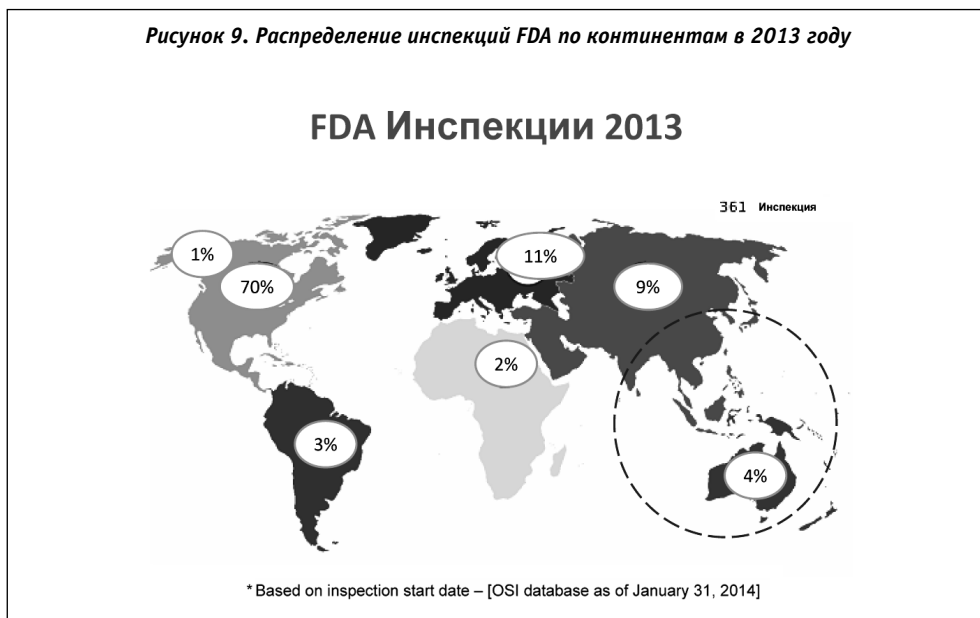 Рисунок 9. Распределение инспекций FDA по континентам в 2013 году
FDA Инспекции 2013
361 Инспекция
1%
11%
70%
9%
2%
3%
4%
* Based on inspection start date – [OSI database as of January 31, 2014]